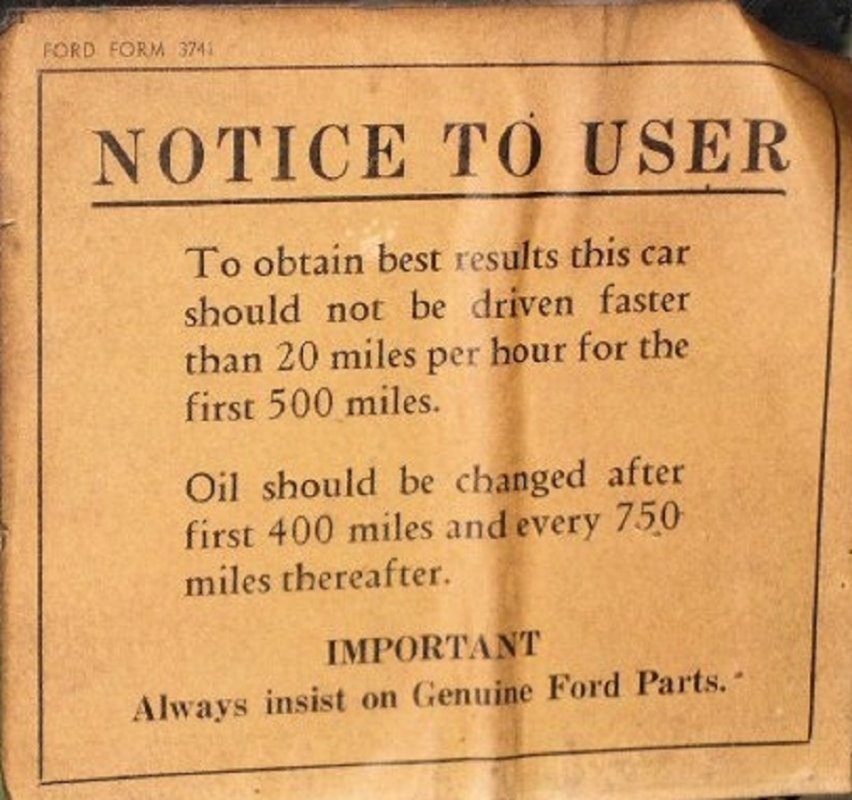 FORD FORM 3741
NOTICE TO USER
To obtain best results this car
should not be driven faster
than 20 miles per hour for the
first 500 miles.
Oil should be changed after
first 400 miles and every 750
miles thereafter.
IMPORTANT
Always insist on Genuine Ford Parts.